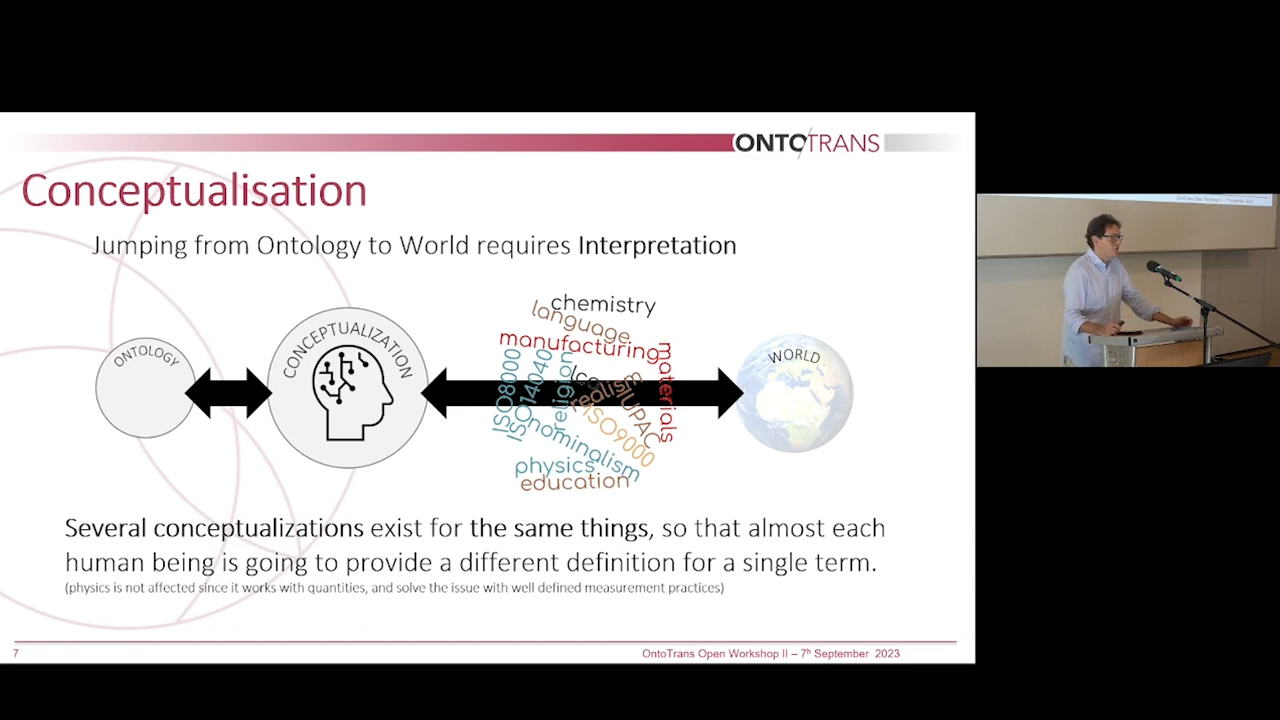 ONTOTRANS
Conceptualisation
Jumping from Ontology to World requires Interpretation
ONTOLOGY
CONCEPTUALIZATION
chemistry
language
manufacturing
materials
ISO8000
ISO14040
religion
realism
IUPAC
ISO9000
nominalism
physics
education
WORLD
Several conceptualizations exist for the same things, so that almost each
human being is going to provide a different definition for a single term.
(physics is not affected since it works with quantities, and solve the issue with well defined measurement practices)
7
OntoTrans Open Workshop II – 7ʰ September 2023